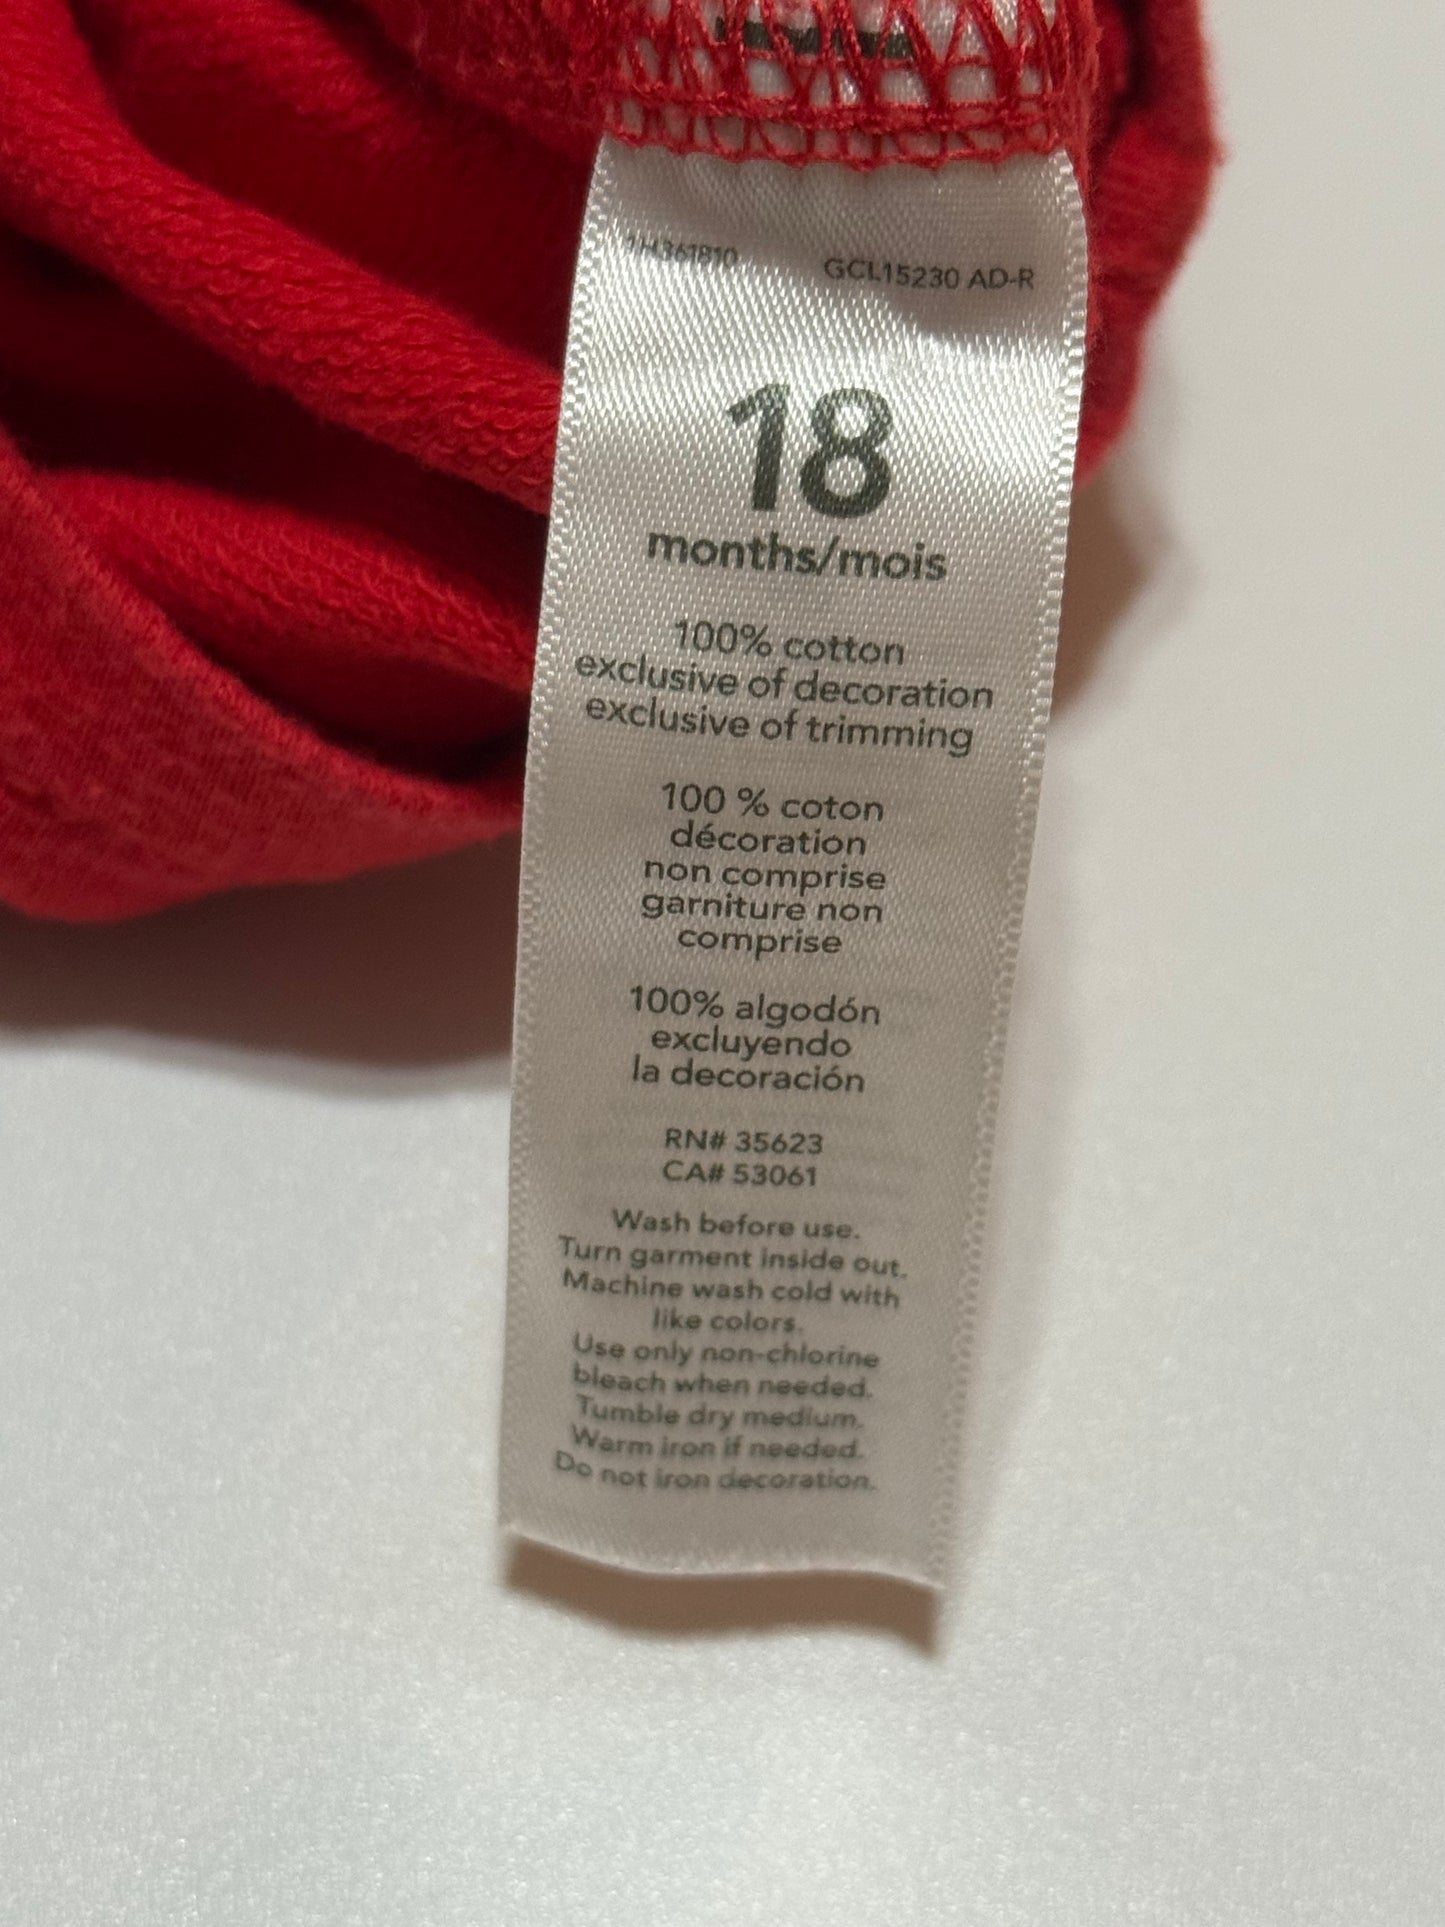 1H361810 GCL15230 AD-R
18
months/mois
100% cotton
exclusive of decoration
exclusive of trimming
100 % coton
décoration
non comprise
garniture non
comprise
100% algodón
excluyendo
la decoración
RN# 35623
CA# 53061
Wash before use.
Turn garment inside out.
Machine wash cold with
like colors.
Use only non-chlorine
bleach when needed.
Tumble dry medium.
Warm iron if needed.
Do not iron decoration.